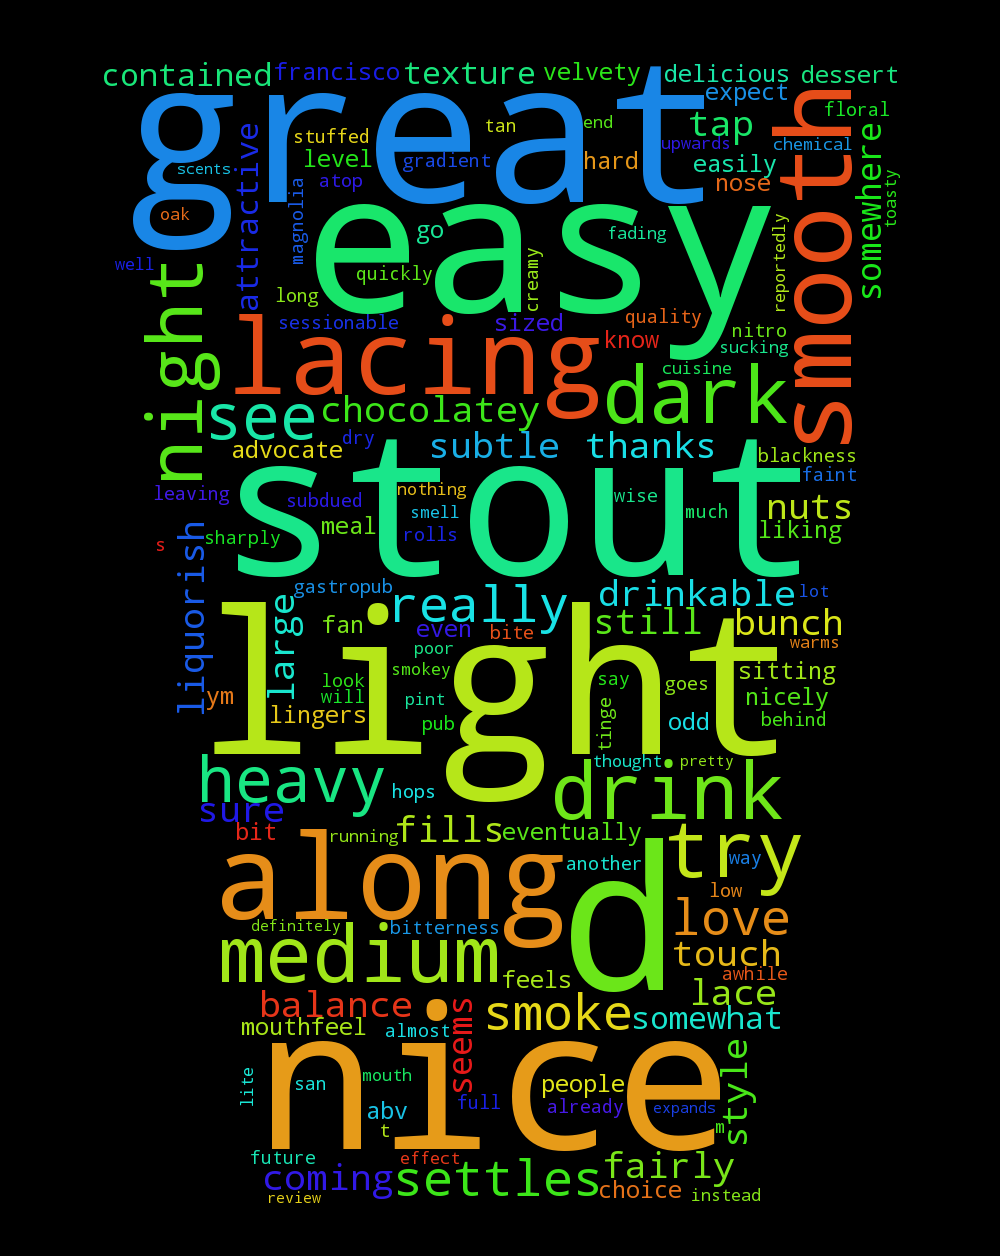 contained francisco texture velvety delicious dessert
great expect floral
stuffed tan end tap smooth
attractive level gradient hard upwards chemical
scents atop easily somewhere
oak magnolia nose toasty
easy go fading reportedly
well night quickly creamy
long sessionable sized quality nitro
lacing know sucking
cuisine
see chocolatey dark
advocate dry subtle thanks blackness
stout faint
leaving subdued nothing wise nuts
smell much
s sharply meal rolls liking
liquorish gastropub drinkable lot
large really still bunch
light fan even bite warms
poor
smokey say sitting
look goes
ym will pint nicely
lingers pub tinge odd behind
heavy thought pretty
sure hops drink
bit running fills eventually try
along another way
d low
definitely bitterness love
medium touch
feels awhile
balance lace
mouthfeel almost seems smoke somewhat
nice style
lite san mouth people
abv full already expands
t m
future effect fairly
coming settles choice instead
review